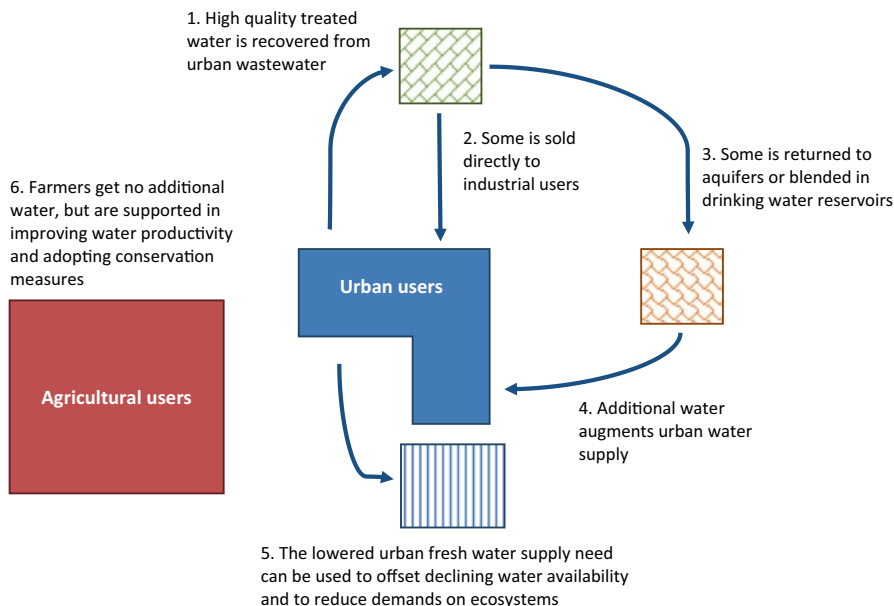 1. High quality treated
water is recovered from
urban wastewater
2. Some is sold
directly to
industrial users
3. Some is returned to
aquifers or blended in
drinking water reservoirs
6. Farmers get no additional
water, but are supported in
improving water productivity
and adopting conservation
measures
Urban users
Agricultural users
4. Additional water
augments urban water
supply
5. The lowered urban fresh water supply need
can be used to offset declining water availability
and to reduce demands on ecosystems